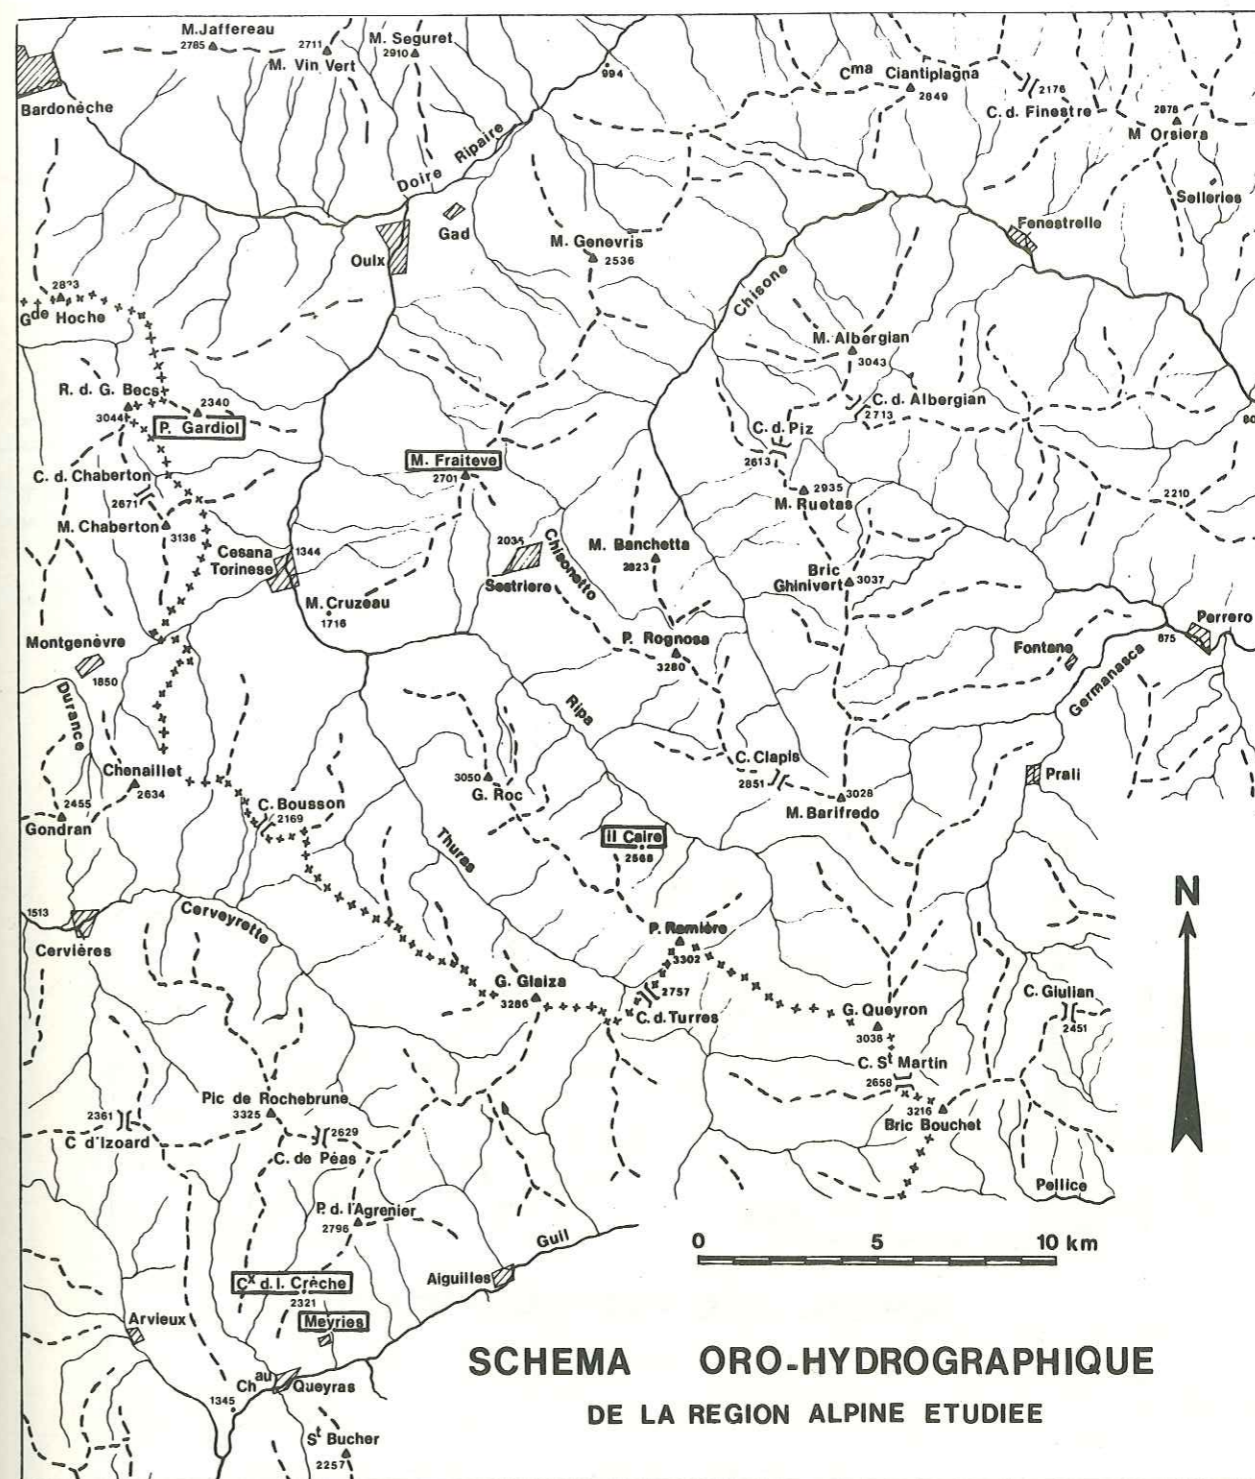 M. Jaffereau
2785
2711
M. Vin Vert
M. Seguret
2910
994
Cma Ciantiplagna
2849
2176
C. d. Finestre
2878
M Orsiera
Bardonèche
Doire Ripaire
Selleries
Gad
Oulx
M. Genevris
2536
Fenestrelle
Chisone
Gde Hoche
M. Albergian
3043
R. d. G. Becs
3044
2340
P. Gardiol
C. d. Albergian
2713
C. d. Piz
2613
M. Fraiteve
2701
C. d. Chaberton
2671
2935
M. Ruetas
2210
M. Chaberton
3136
Cesana
Torinese
1344
Sestriere
Chisonetto
M. Banchetta
2823
Bric
Ghinivert
3037
M. Cruzeau
1716
Perrero
875
P. Rognosa
3280
Fontane
Germanasca
Montgenèvre
1850
Durance
Ripa
C. Clapis
2851
Prali
Chenaillet
2634
3050
G. Roc
3028
M. Barifredo
2455
Gondran
C. Bousson
2169
il Caire
2568
Thuras
1513
Cervières
Cerveyrette
P. Ramière
3302
N
G. Glaiza
3286
2757
C. d. Turres
C. Giulian
2451
G. Queyron
3038
C. St Martin
2658
3216
Bric Bouchet
Pic de Rochebrune
3325
2361
C d'Izoard
2629
C. de Péas
Pellice
P. d. l'Agrenier
2796
Guil
0 5 10 km
Cx d. l. Crèche
2321
Aiguilles
Meyries
Arvieux
Chau Queyras
1345
St Bucher
2257
SCHEMA ORO-HYDROGRAPHIQUE
DE LA REGION ALPINE ETUDIEE